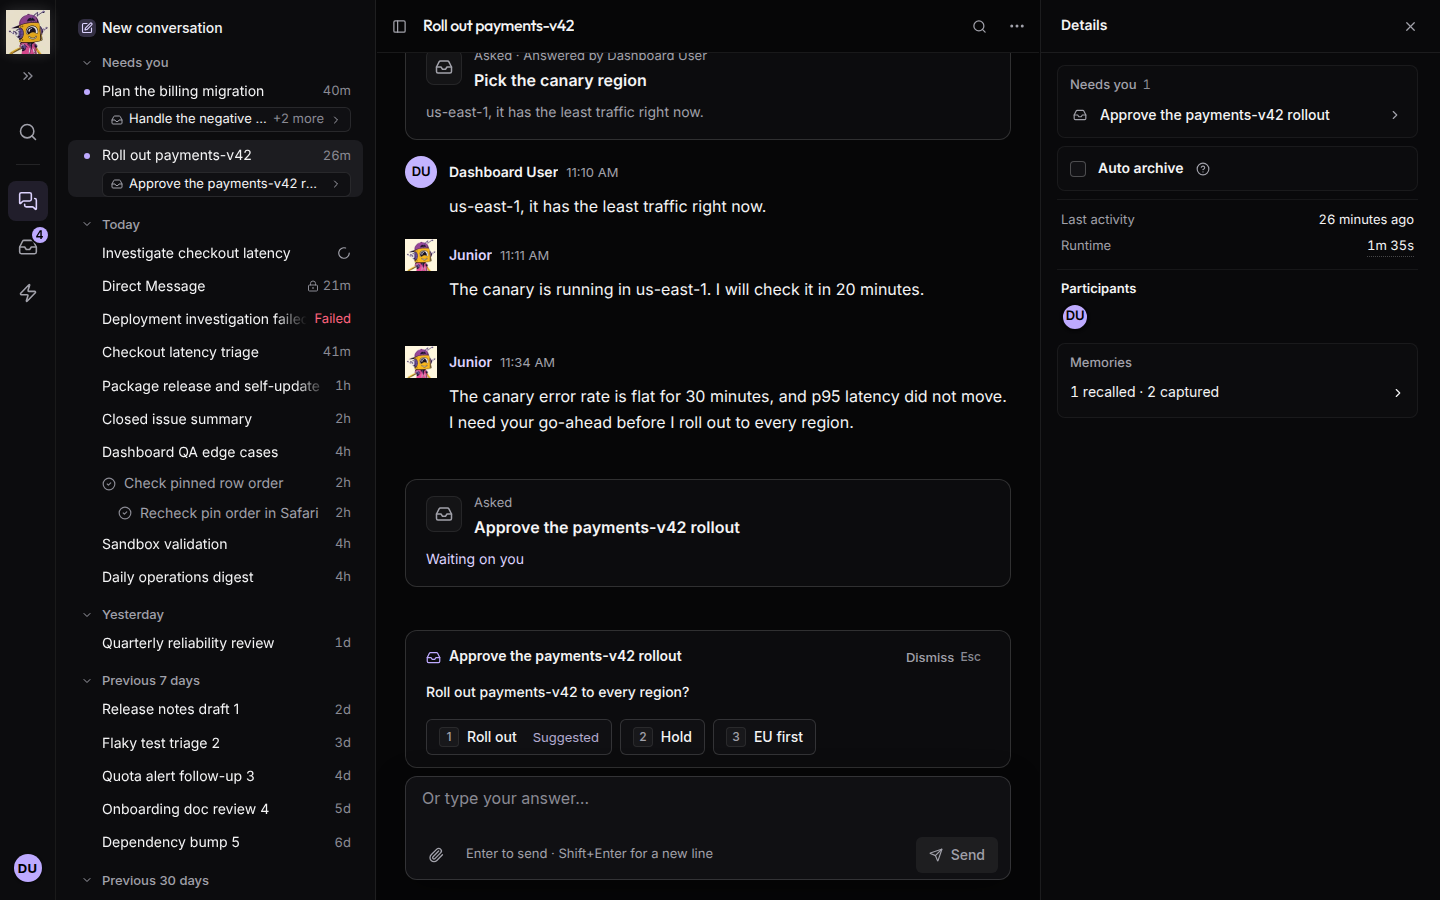 New conversation
Needs you
Plan the billing migration 40m
Handle the negative ... +2 more
Roll out payments-v42 26m
Approve the payments-v42 r...
Today
Investigate checkout latency
Direct Message 21m
Deployment investigation failed Failed
Checkout latency triage 41m
Package release and self-update 1h
Closed issue summary 2h
Dashboard QA edge cases 4h
Check pinned row order 2h
Recheck pin order in Safari 2h
Sandbox validation 4h
Daily operations digest 4h
Yesterday
Quarterly reliability review 1d
Previous 7 days
Release notes draft 1 2d
Flaky test triage 2 3d
Quota alert follow-up 3 4d
Onboarding doc review 4 5d
Dependency bump 5 6d
Previous 30 days
4
DU
Roll out payments-v42
Asked · Answered by Dashboard User
Pick the canary region
us-east-1, it has the least traffic right now.
DU Dashboard User 11:10 AM
us-east-1, it has the least traffic right now.
Junior 11:11 AM
The canary is running in us-east-1. I will check it in 20 minutes.
Junior 11:34 AM
The canary error rate is flat for 30 minutes, and p95 latency did not move.
I need your go-ahead before I roll out to every region.
Asked
Approve the payments-v42 rollout
Waiting on you
Approve the payments-v42 rollout Dismiss Esc
Roll out payments-v42 to every region?
1 Roll out Suggested 2 Hold 3 EU first
Or type your answer...
Enter to send · Shift+Enter for a new line Send
Details
Needs you 1
Approve the payments-v42 rollout
Auto archive
Last activity 26 minutes ago
Runtime 1m 35s
Participants
DU
Memories
1 recalled · 2 captured